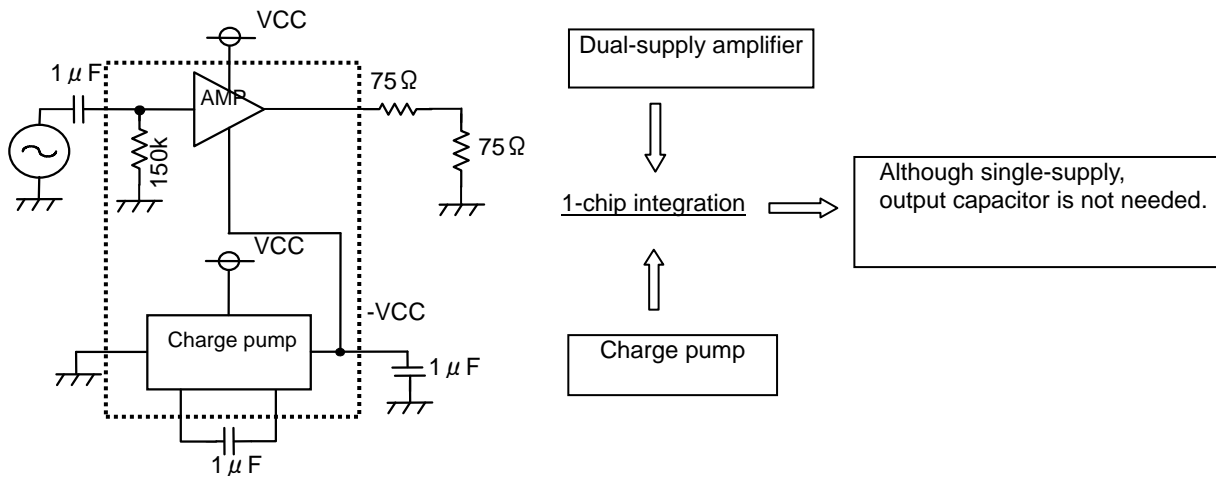 VCC
1μF
AMP
75Ω
150k
75Ω
VCC
-VCC
Charge pump
1μF
1μF
Dual-supply amplifier
1-chip integration
Although single-supply,
output capacitor is not needed.
Charge pump